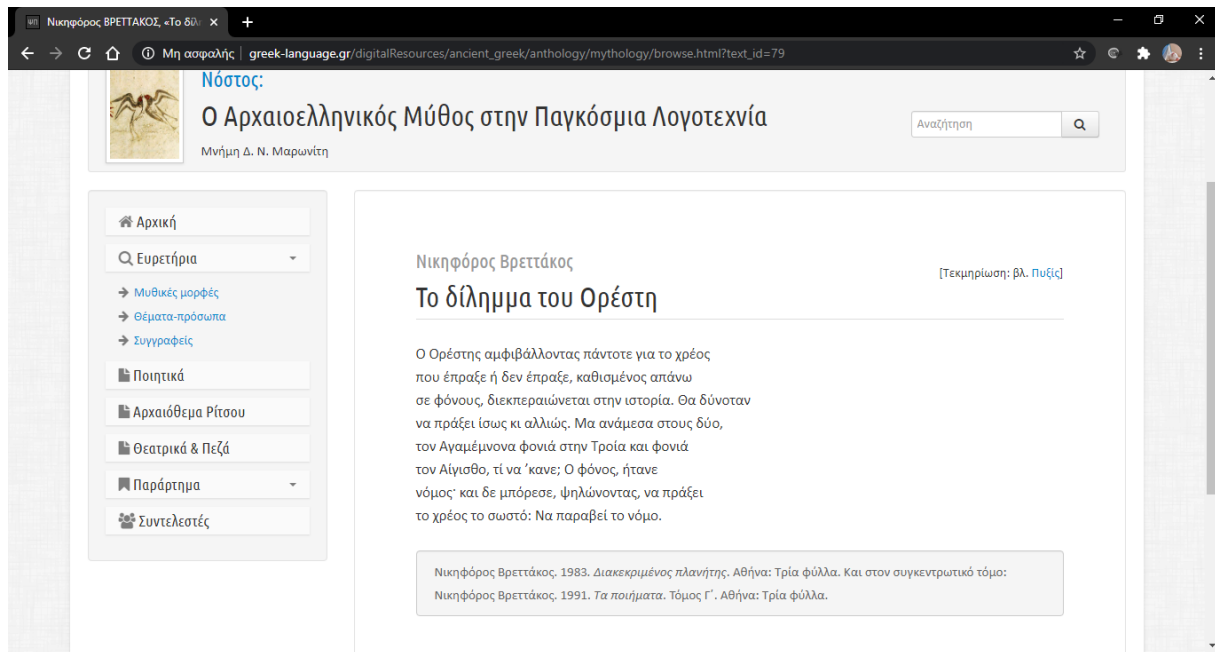 Νικηφόρος ΒΡΕΤΤΑΚΟΣ, «Το δίλ
Μη ασφαλής | greek-language.gr/digitalResources/ancient_greek/anthology/mythology/browse.html?text_id=79
Νόστος:
Ο Αρχαιοελληνικός Μύθος στην Παγκόσμια Λογοτεχνία
Μνήμη Δ. Ν. Μαρωνίτη
Αναζήτηση
Αρχική
Ευρετήρια
Μυθικές μορφές
Θέματα-πρόσωπα
Συγγραφείς
Ποιητικά
Αρχαιόθεμα Ρίτσου
Θεατρικά & Πεζά
Παράρτημα
Συντελεστές
Νικηφόρος Βρεττάκος
[Τεκμηρίωση: βλ. Πυξίς]
Το δίλημμα του Ορέστη
Ο Ορέστης αμφιβάλλοντας πάντοτε για το χρέος
που έπραξε ή δεν έπραξε, καθισμένος απάνω
σε φόνους, διεκπεραιώνεται στην ιστορία. Θα δύνοταν
να πράξει ίσως κι αλλιώς. Μα ανάμεσα στους δύο,
τον Αγαμέμνονα φονιά στην Τροία και φονιά
τον Αίγισθο, τί να ’κανε; Ο φόνος, ήτανε
νόμος· και δε μπόρεσε, ψηλώνοντας, να πράξει
το χρέος το σωστό: Να παραβεί το νόμο.
Νικηφόρος Βρεττάκος. 1983. Διακεκριμένος πλανήτης. Αθήνα: Τρία φύλλα. Και στον συγκεντρωτικό τόμο:
Νικηφόρος Βρεττάκος. 1991. Τα ποιήματα. Τόμος Γ΄. Αθήνα: Τρία φύλλα.